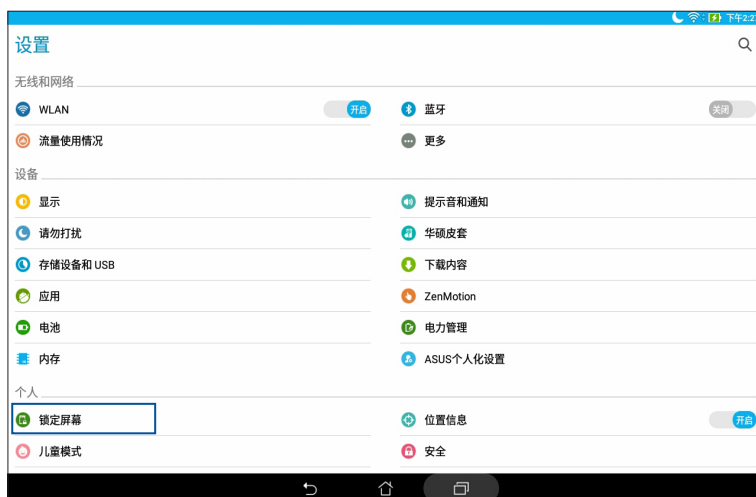 下午2:2
设置
无线和网络
WLAN 开启 蓝牙 关闭
流量使用情况 更多
设备
显示 提示音和通知
请勿打扰 华硕皮套
存储设备和 USB 下载内容
应用 ZenMotion
电池 电力管理
内存 ASUS个人化设置
个人
锁定屏幕 位置信息 开启
儿童模式 安全